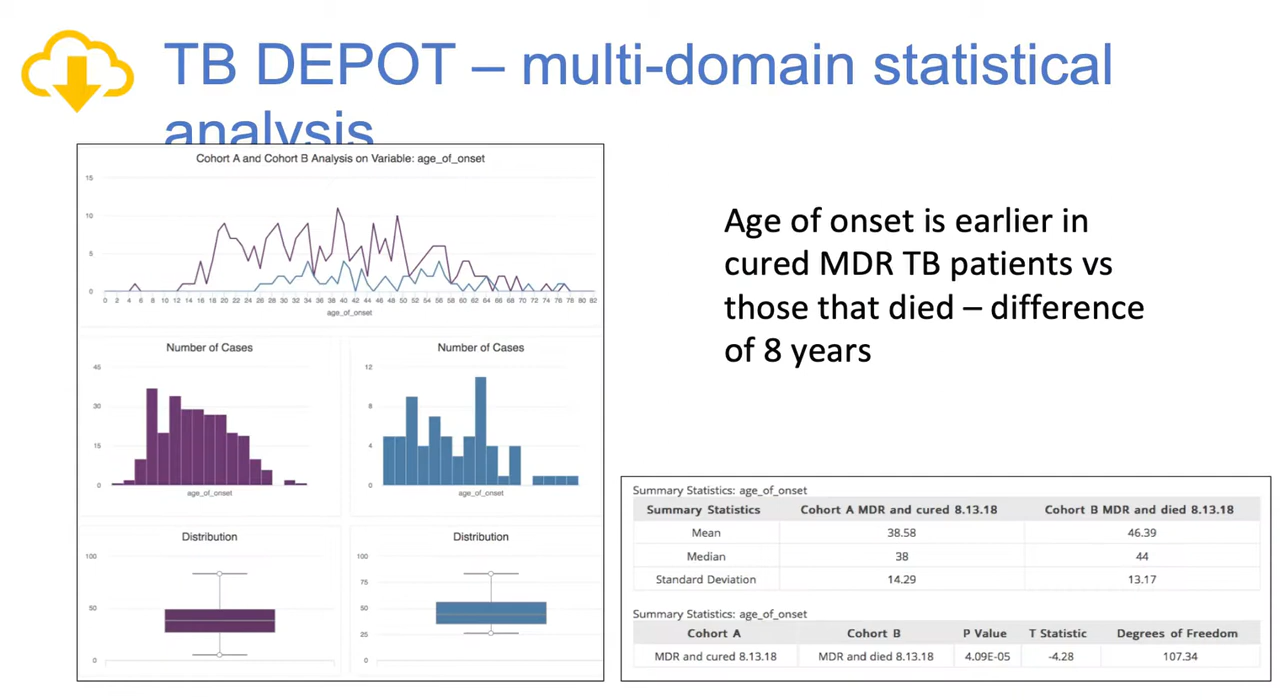 TB DEPOT – multi-domain statistical
analysis
Cohort A and Cohort B Analysis on Variable: age_of_onset
15
10
5
0
0 2 4 6 8 10 12 14 16 18 20 22 24 26 28 30 32 34 36 38 40 42 44 46 48 50 52 54 56 58 60 62 64 66 68 70 72 74 76 78 80 82
age_of_onset
Number of Cases
45
30
15
0
age_of_onset
Number of Cases
12
8
4
0
age_of_onset
Distribution
100
50
0
Distribution
100
75
50
25
0
Age of onset is earlier in
cured MDR TB patients vs
those that died – difference
of 8 years
Summary Statistics: age_of_onset
Summary Statistics Cohort A MDR and cured 8.13.18 Cohort B MDR and died 8.13.18
Mean 38.58 46.39
Median 38 44
Standard Deviation 14.29 13.17
Summary Statistics: age_of_onset
Cohort A Cohort B P Value T Statistic Degrees of Freedom
MDR and cured 8.13.18 MDR and died 8.13.18 4.09E-05 -4.28 107.34